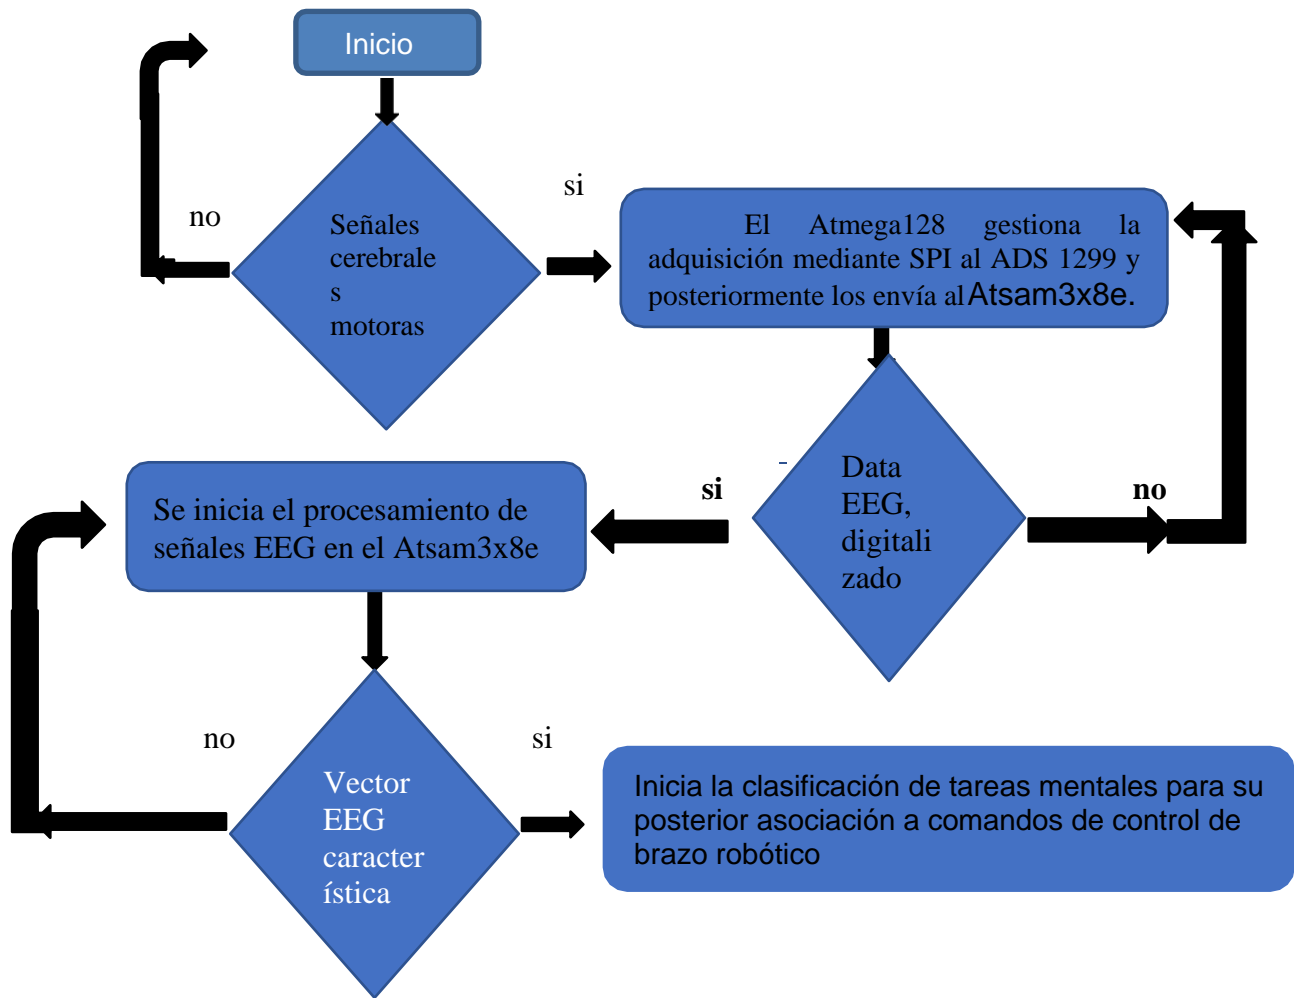 Inicio
si
no
Señales
cerebrale
s
motoras
El Atmega128 gestiona la
adquisición mediante SPI al ADS 1299 y
posteriormente los envía al Atsam3x8e.
Data
EEG,
digitali
zado
si
no
Se inicia el procesamiento de
señales EEG en el Atsam3x8e
no
si
Vector
EEG
caracter
ística
Inicia la clasificación de tareas mentales para su
posterior asociación a comandos de control de
brazo robótico